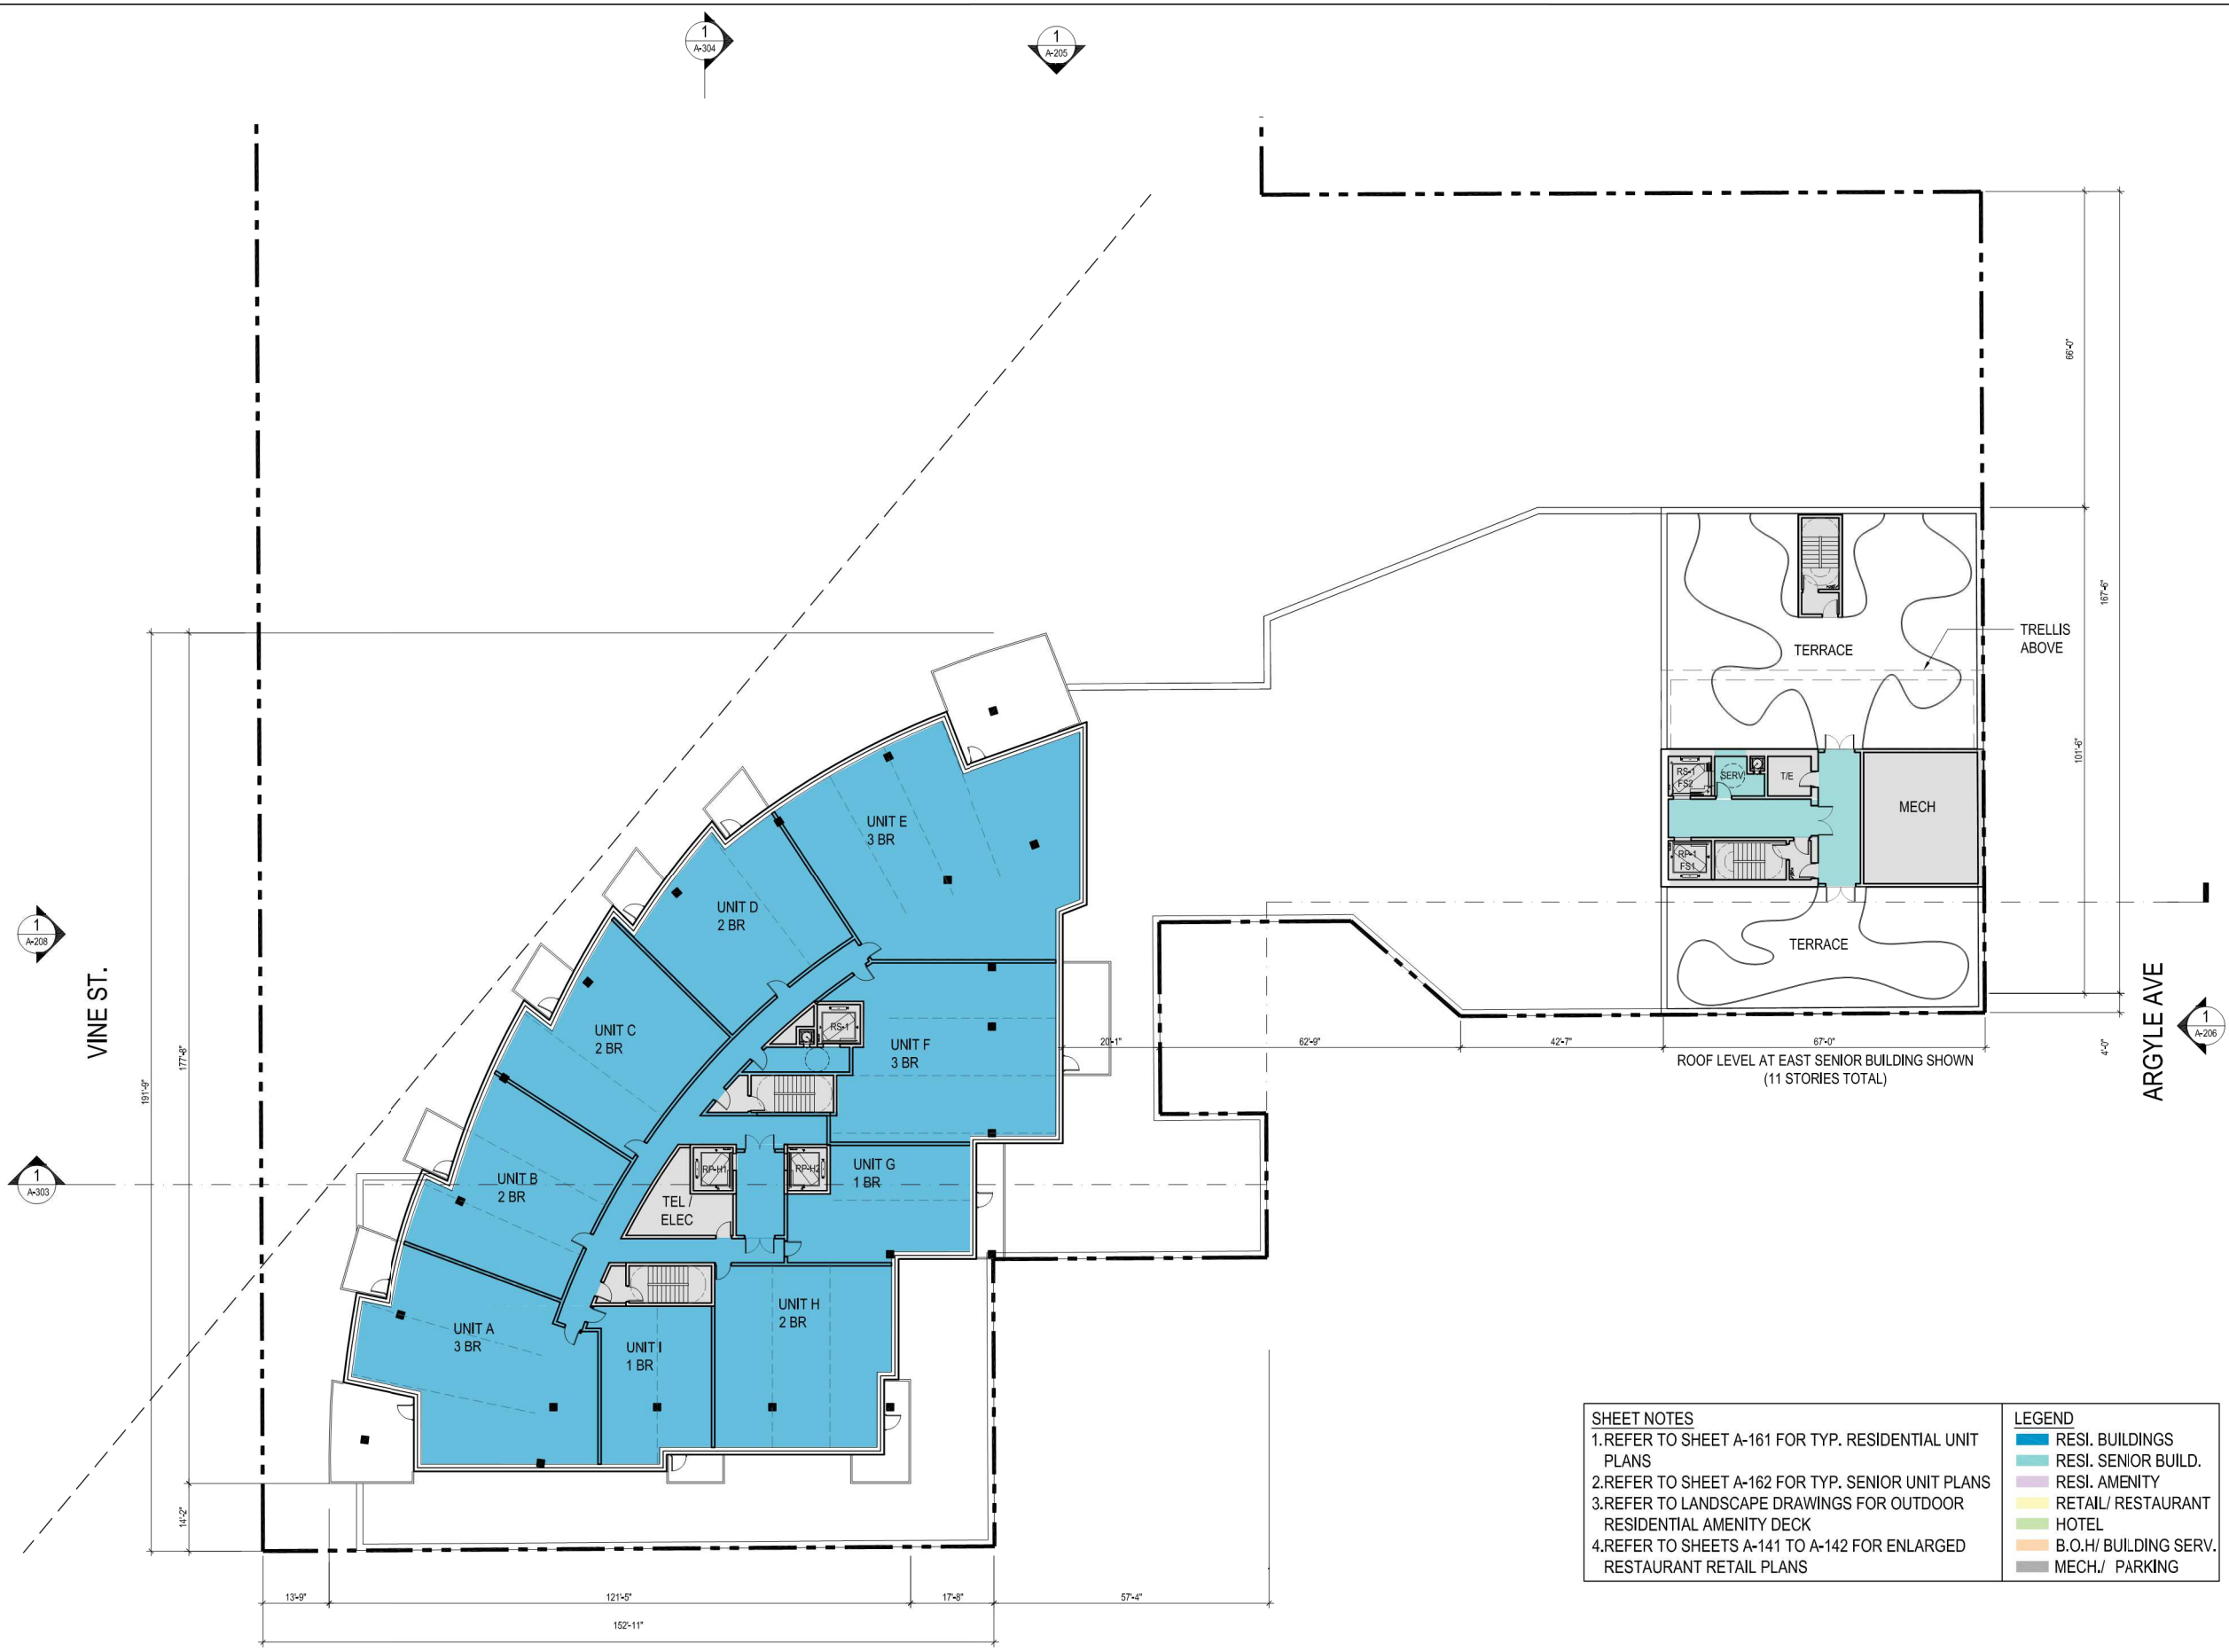 1
A-304
1
A-205
66'-0"
167'-6"
TRELLIS
ABOVE
TERRACE
101'-6"
RS-1
FS2
SERV
T/E
MECH
RP-1
FS1
TERRACE
UNIT E
3 BR
UNIT D
2 BR
1
A-208
VINE ST.
UNIT C
2 BR
RS-1
UNIT F
3 BR
20'-1"
62'-9"
42'-7"
67'-0"
4'-0"
ROOF LEVEL AT EAST SENIOR BUILDING SHOWN
(11 STORIES TOTAL)
ARGYLE AVE
1
A-206
191'-9"
177'-8"
1
A-303
UNIT B
2 BR
RP-H1
RP-H2
UNIT G
1 BR
TEL /
ELEC
UNIT A
3 BR
UNIT I
1 BR
UNIT H
2 BR
14'-2"
13'-9"
121'-5"
17'-8"
57'-4"
152'-11"
SHEET NOTES
1.REFER TO SHEET A-161 FOR TYP. RESIDENTIAL UNIT
PLANS
2.REFER TO SHEET A-162 FOR TYP. SENIOR UNIT PLANS
3.REFER TO LANDSCAPE DRAWINGS FOR OUTDOOR
RESIDENTIAL AMENITY DECK
4.REFER TO SHEETS A-141 TO A-142 FOR ENLARGED
RESTAURANT RETAIL PLANS
LEGEND
RESI. BUILDINGS
RESI. SENIOR BUILD.
RESI. AMENITY
RETAIL/ RESTAURANT
HOTEL
B.O.H/ BUILDING SERV.
MECH./ PARKING